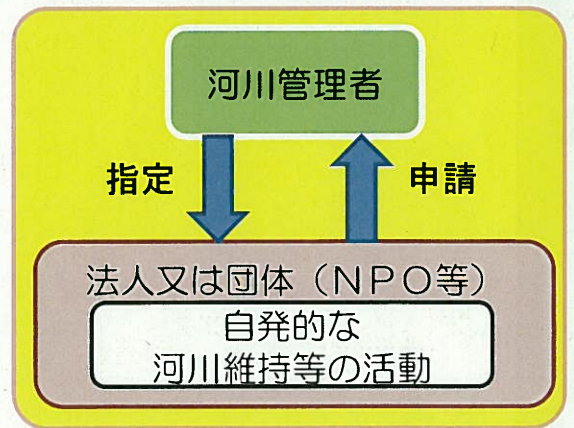 河川管理者
指定
申請
法人又は団体（ＮＰＯ等）
自発的な
河川維持等の活動